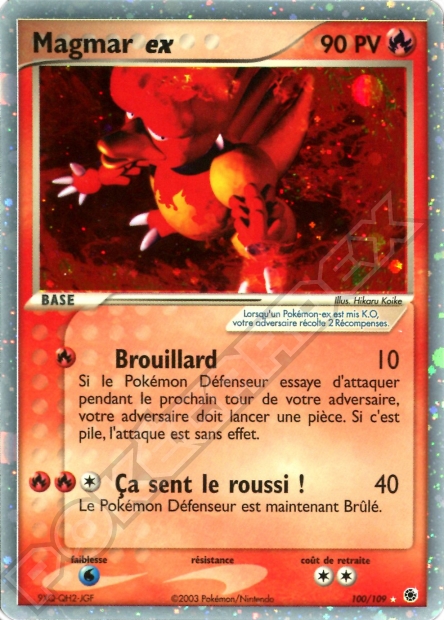 Magmar ex 90 PV
BASE
Illus. Hikaru Koike
Lorsqu'un Pokémon-ex est mis K.O,
votre adversaire récolte 2 Récompenses.
Brouillard 10
Si le Pokémon Défenseur essaye d'attaquer
pendant le prochain tour de votre adversaire,
votre adversaire doit lancer une pièce. Si c'est
pile, l'attaque est sans effet.
Ça sent le roussi ! 40
Le Pokémon Défenseur est maintenant Brûlé.
faiblesse résistance coût de retraite
©2003 Pokémon/Nintendo
100/109
POKECARDEX